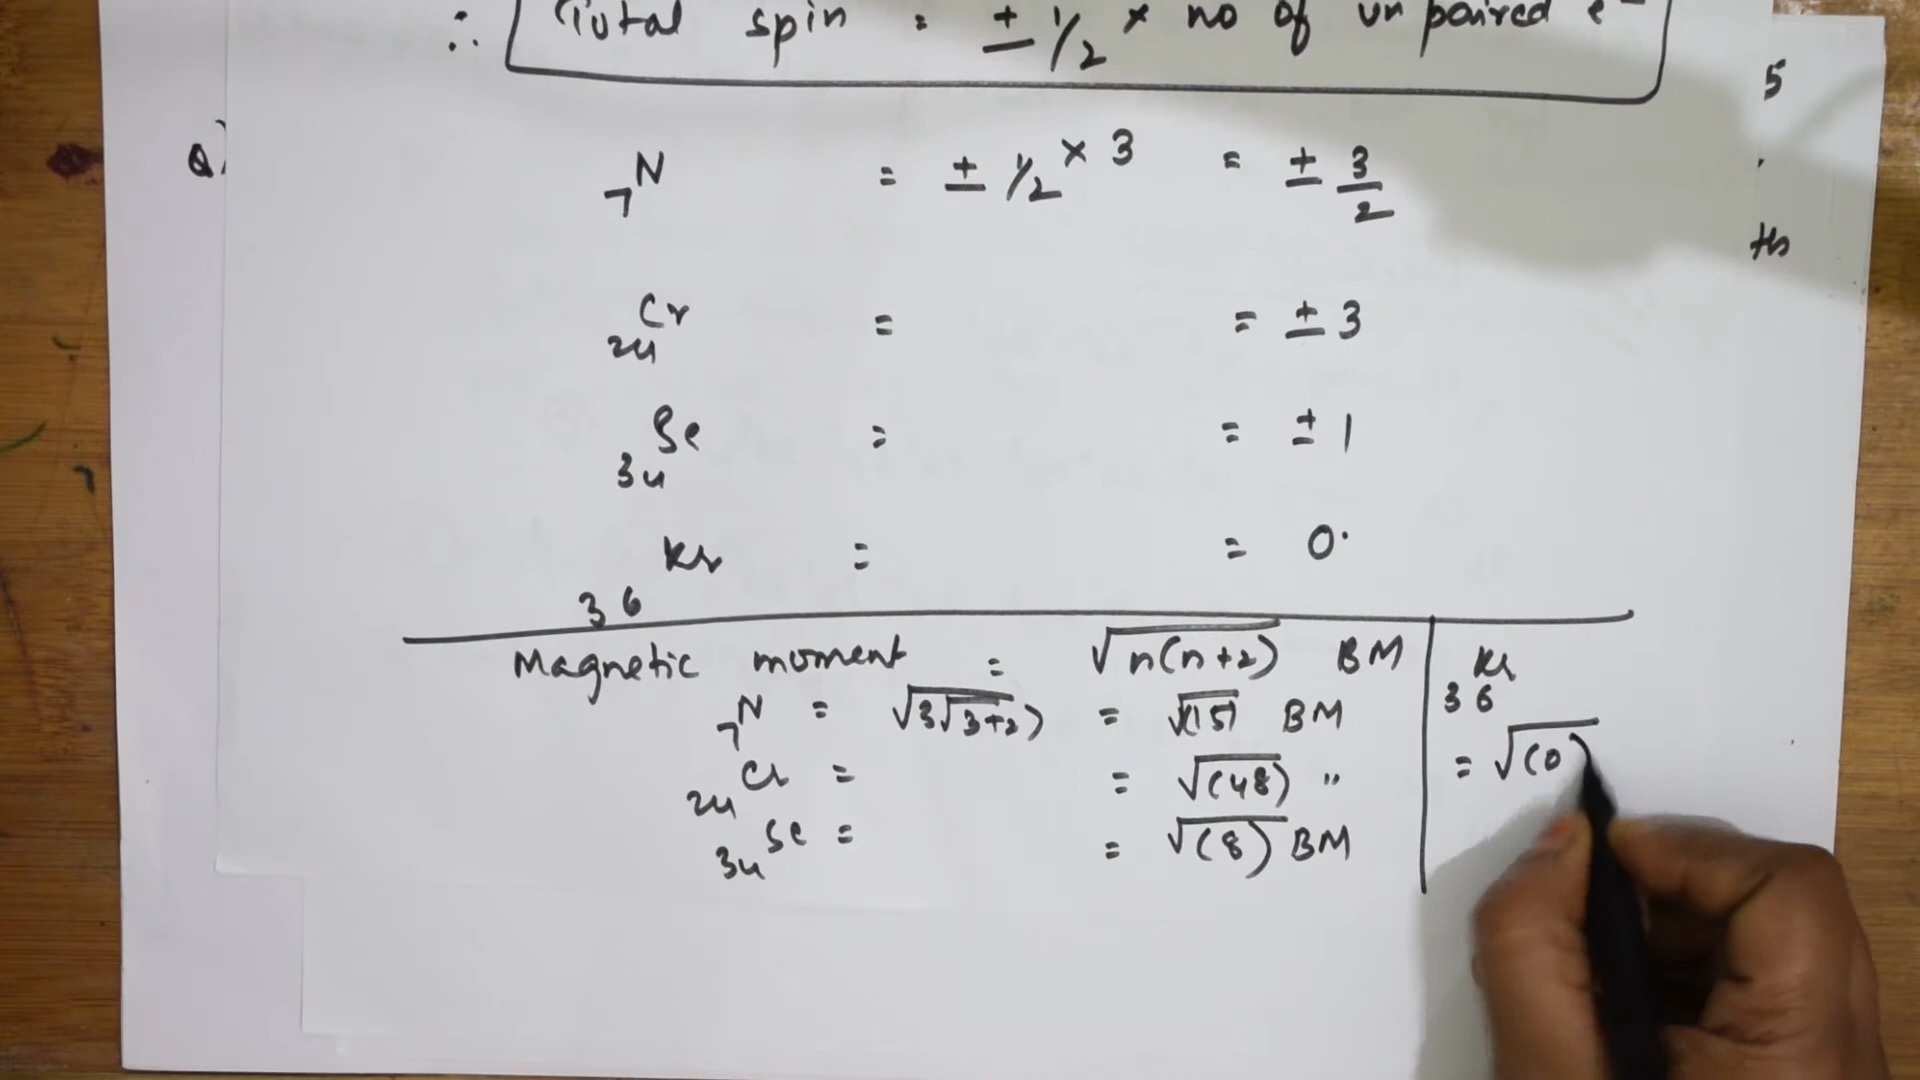 ∴ Total spin = ± 1/2 × no of unpaired e⁻
5
Q)
₇N = ± 1/2 × 3 = ± 3/2
₂₄Cr = = ± 3
₃₄Se = = ± 1
₃₆Kr = = 0.
Magnetic moment = √n(n+2) BM
₇N = √3√3+2) = √(15) BM
₂₄Cr = = √(48) "
₃₄Se = = √(8) BM
₃₆Kr
= √(0)